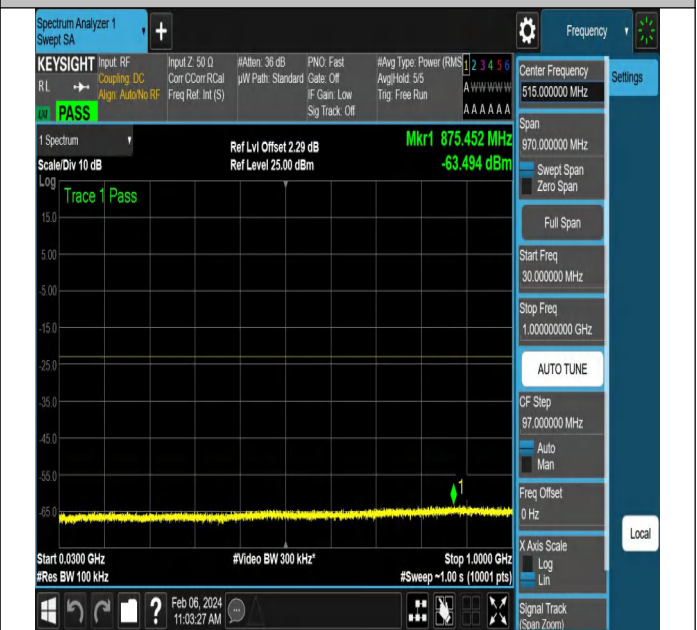 Spectrum Analyzer 1
Swept SA
+
Frequency
KEYSIGHT
RL
PASS
Input: RF
Coupling: DC
Align: Auto/No RF
Input Z: 50 Ω
Corr CCorr RCal
Freq Ref: Int (S)
#Atten: 36 dB
µW Path: Standard
PNO: Fast
Gate: Off
IF Gain: Low
Sig Track: Off
#Avg Type: Power (RMS
Avg|Hold: 5/5
Trig: Free Run
1 2 3 4 5 6
A W W W W W
A A A A A A
1 Spectrum
Scale/Div 10 dB
Ref Lvl Offset 2.29 dB
Ref Level 25.00 dBm
Mkr1 875.452 MHz
-63.494 dBm
Log
Trace 1 Pass
15.0
5.00
-5.00
-15.0
-25.0
-35.0
-45.0
-55.0
-65.0
1
Start 0.0300 GHz
#Res BW 100 kHz
#Video BW 300 kHz*
Stop 1.0000 GHz
#Sweep ~1.00 s (10001 pts)
?
Feb 06, 2024
11:03:27 AM
Center Frequency
515.000000 MHz
Settings
Span
970.000000 MHz
Swept Span
Zero Span
Full Span
Start Freq
30.000000 MHz
Stop Freq
1.000000000 GHz
AUTO TUNE
CF Step
97.000000 MHz
Auto
Man
Freq Offset
0 Hz
Local
X Axis Scale
Log
Lin
Signal Track
(Span Zoom)